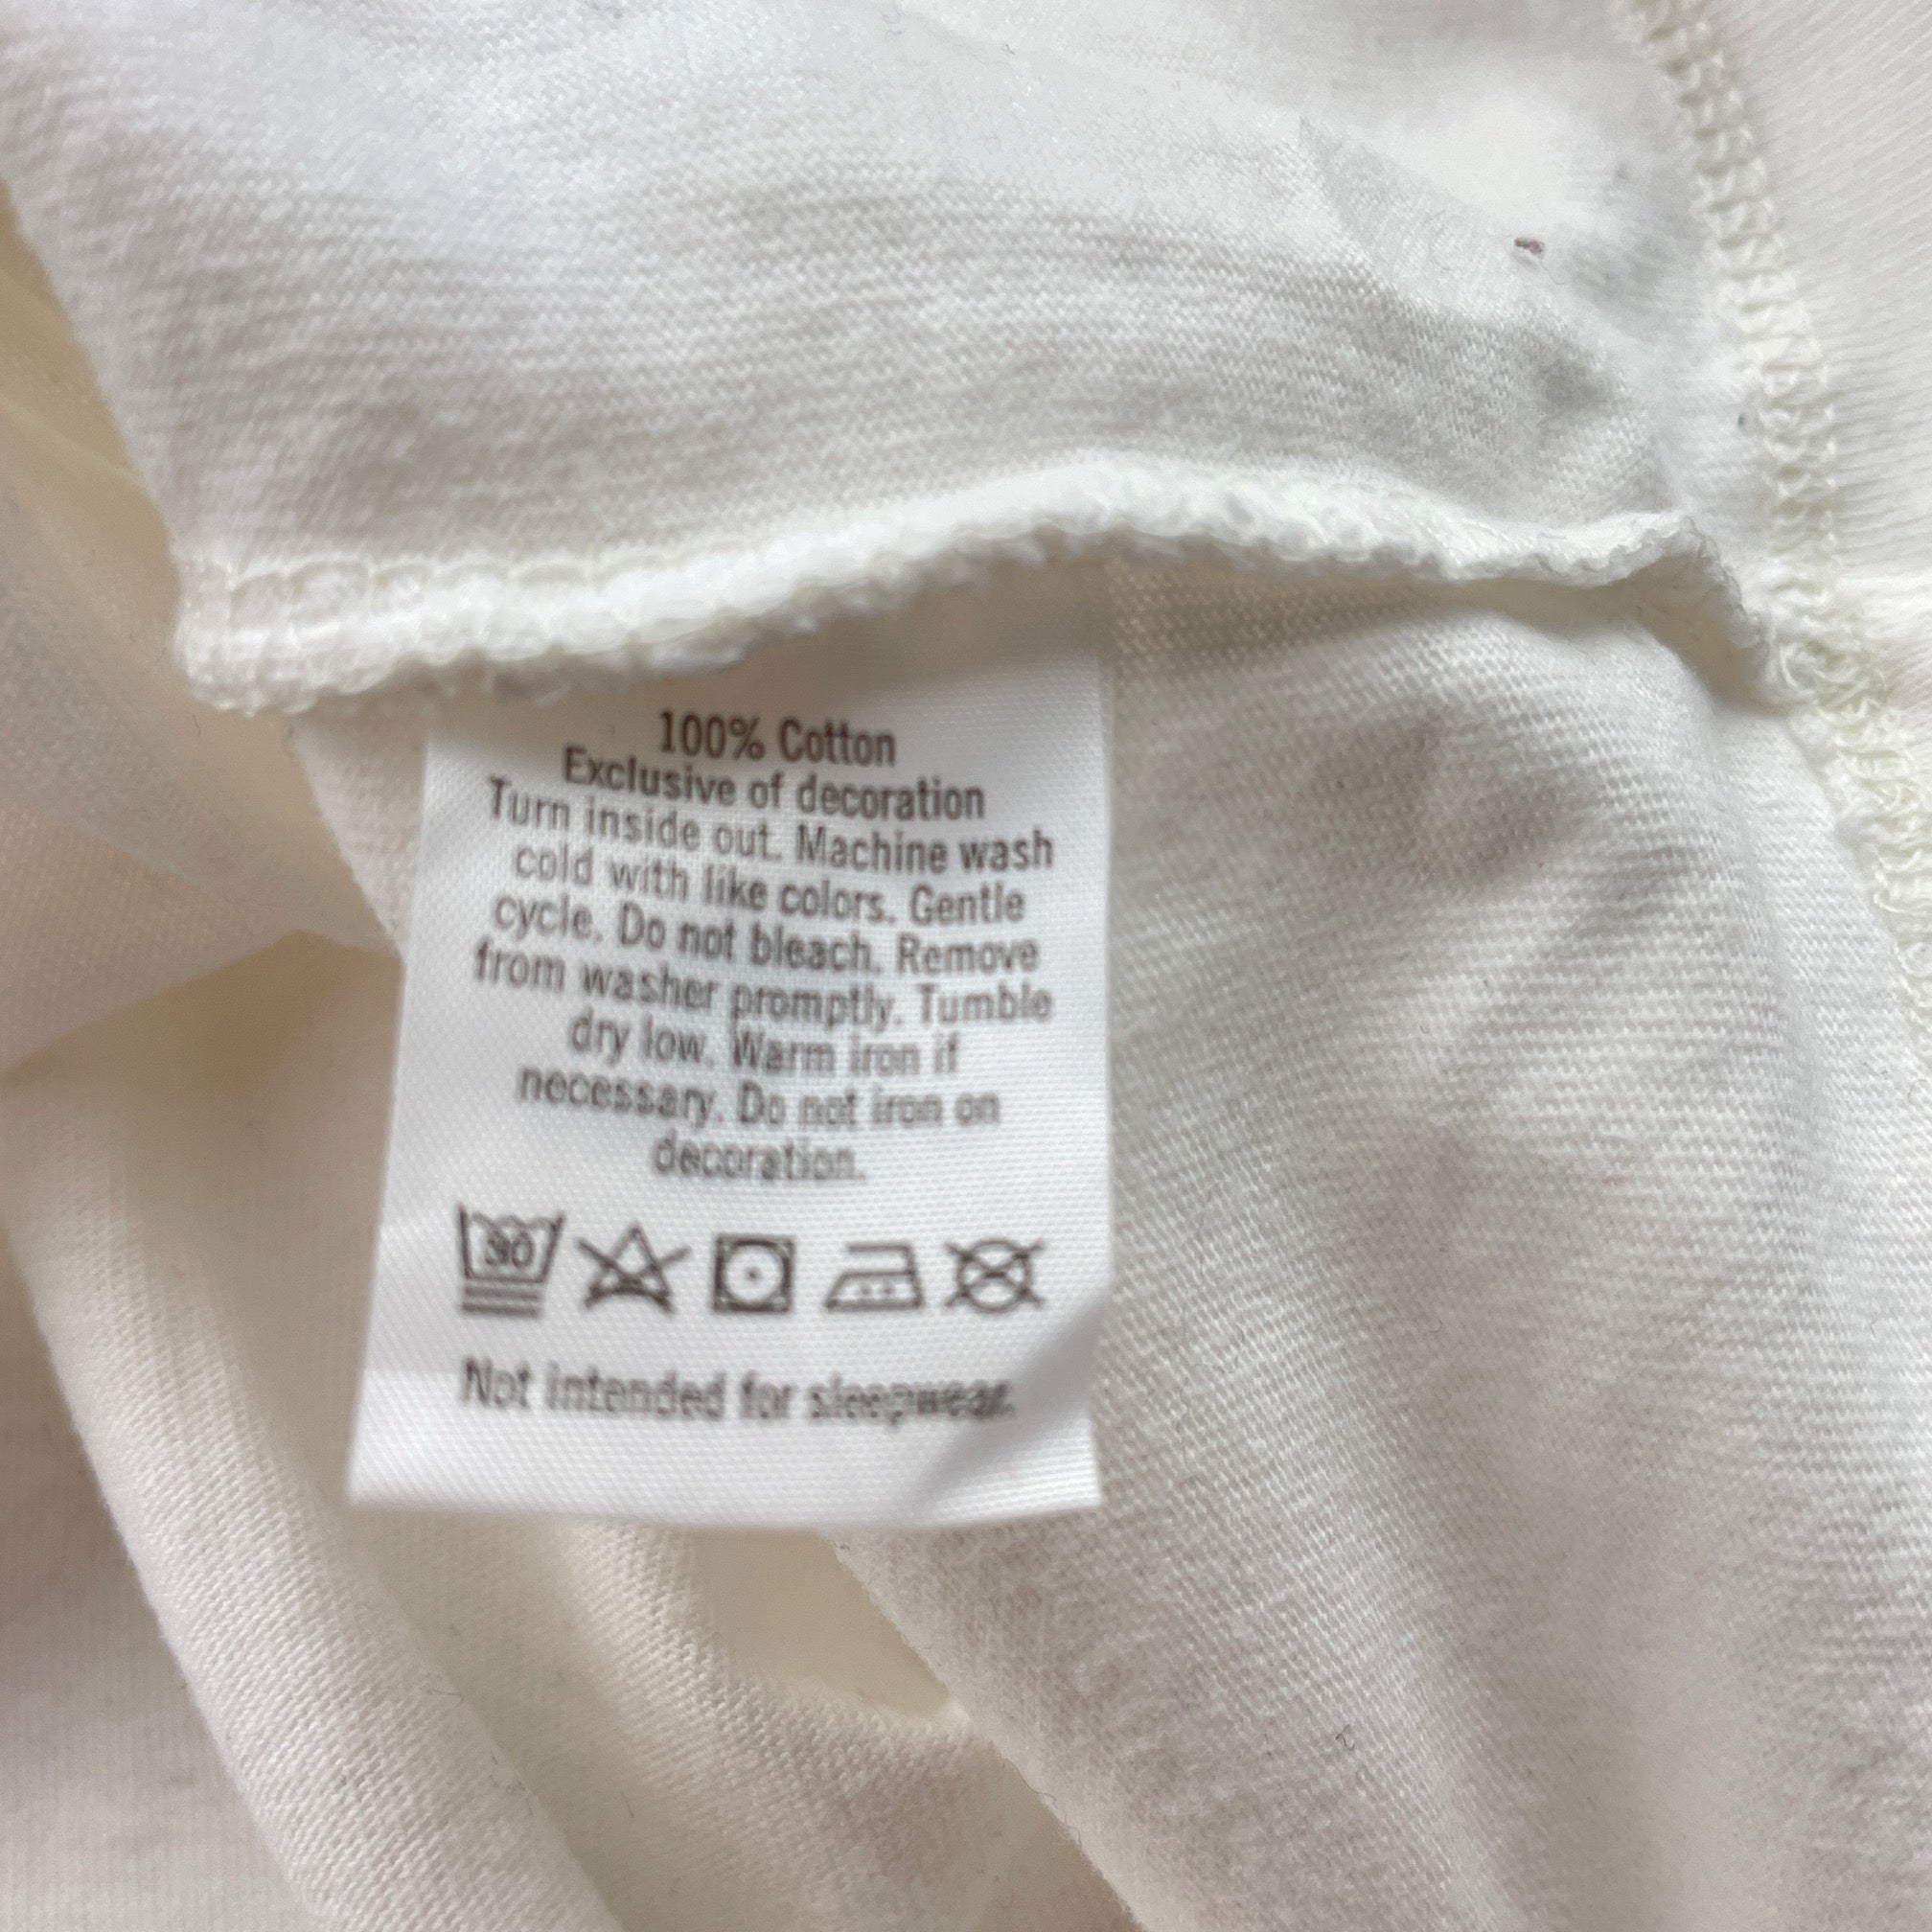 100% Cotton
Exclusive of decoration
Turn inside out. Machine wash
cold with like colors. Gentle
cycle. Do not bleach. Remove
from washer promptly. Tumble
dry low. Warm iron if
necessary. Do not iron on
decoration.
30
Not intended for sleepwear.